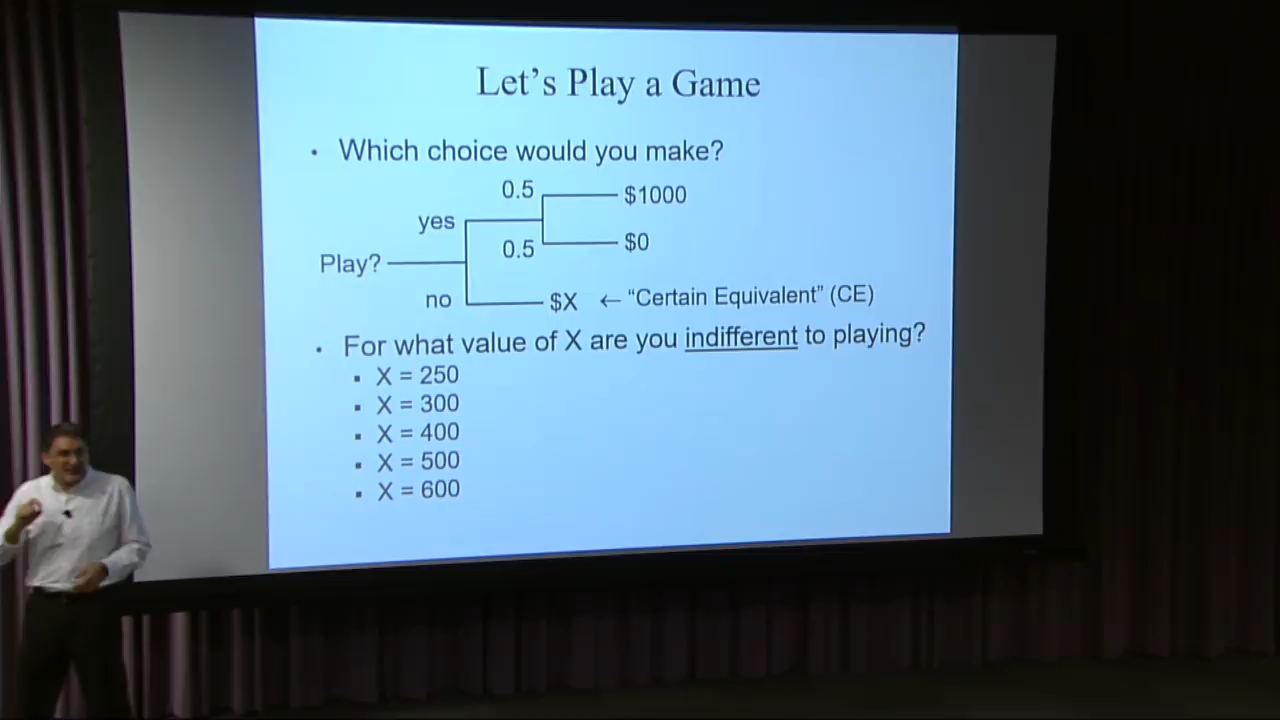 Let's Play a Game
• Which choice would you make?
0.5
$1000
yes
0.5
$0
Play?
no
$X ← “Certain Equivalent” (CE)
• For what value of X are you indifferent to playing?
▪ X = 250
▪ X = 300
▪ X = 400
▪ X = 500
▪ X = 600